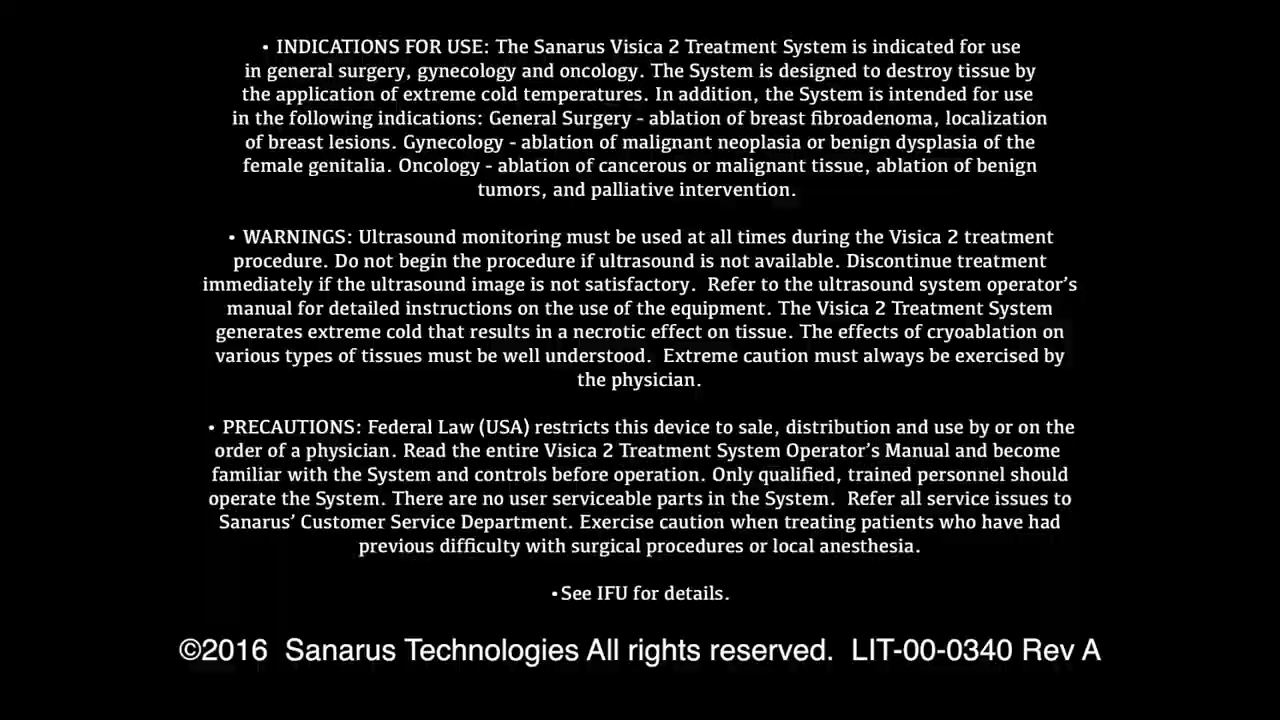 • INDICATIONS FOR USE: The Sanarus Visica 2 Treatment System is indicated for use
in general surgery, gynecology and oncology. The System is designed to destroy tissue by
the application of extreme cold temperatures. In addition, the System is intended for use
in the following indications: General Surgery - ablation of breast fibroadenoma, localization
of breast lesions. Gynecology - ablation of malignant neoplasia or benign dysplasia of the
female genitalia. Oncology - ablation of cancerous or malignant tissue, ablation of benign
tumors, and palliative intervention.
• WARNINGS: Ultrasound monitoring must be used at all times during the Visica 2 treatment
procedure. Do not begin the procedure if ultrasound is not available. Discontinue treatment
immediately if the ultrasound image is not satisfactory.  Refer to the ultrasound system operator's
manual for detailed instructions on the use of the equipment. The Visica 2 Treatment System
generates extreme cold that results in a necrotic effect on tissue. The effects of cryoablation on
various types of tissues must be well understood.  Extreme caution must always be exercised by
the physician.
• PRECAUTIONS: Federal Law (USA) restricts this device to sale, distribution and use by or on the
order of a physician. Read the entire Visica 2 Treatment System Operator's Manual and become
familiar with the System and controls before operation. Only qualified, trained personnel should
operate the System. There are no user serviceable parts in the System.  Refer all service issues to
Sanarus' Customer Service Department. Exercise caution when treating patients who have had
previous difficulty with surgical procedures or local anesthesia.
• See IFU for details.
©2016  Sanarus Technologies All rights reserved.  LIT-00-0340 Rev A